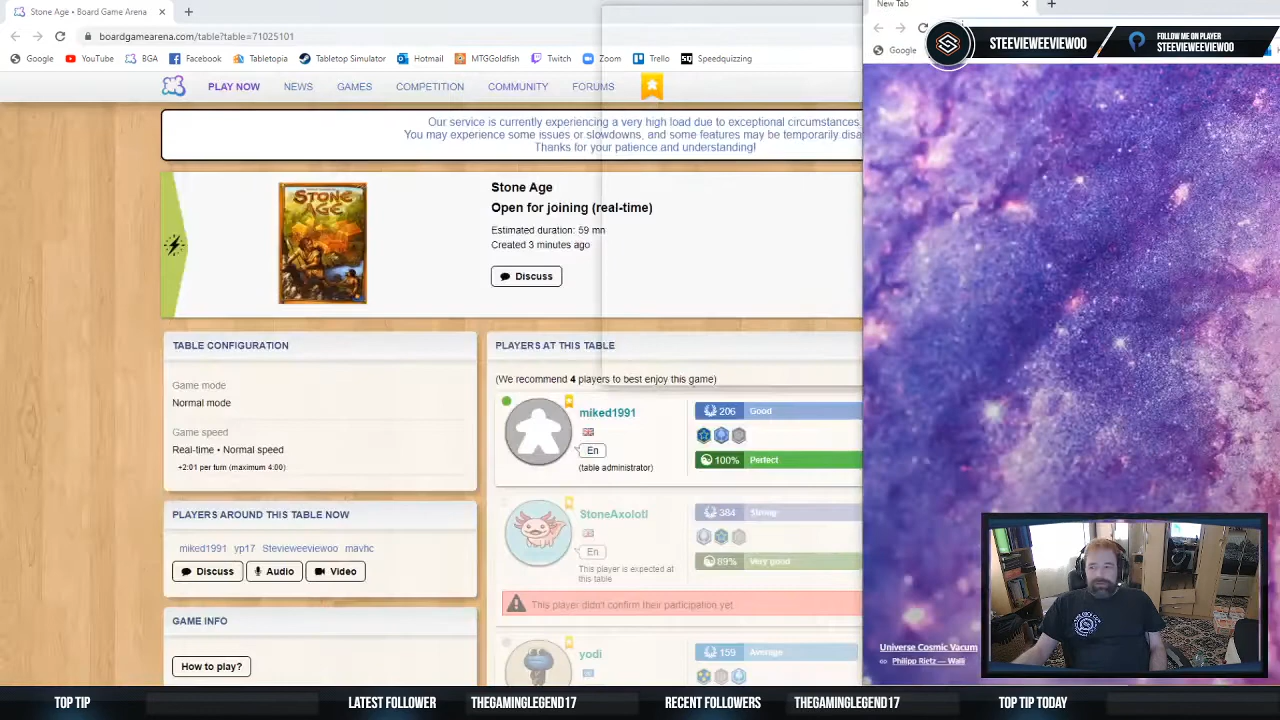 Stone Age • Board Game Arena
New Tab
boardgamearena.com/table?table=71025101
STEEVIEWEEVIEWOO
FOLLOW ME ON PLAYER
STEEVIEWEEVIEWOO
Google
YouTube
BGA
Facebook
Tabletopia
Tabletop Simulator
Hotmail
MTGGoldfish
Twitch
Zoom
Trello
Speedquizzing
Google
PLAY NOW
NEWS
GAMES
COMPETITION
COMMUNITY
FORUMS
Our service is currently experiencing a very high load due to exceptional circumstances.
You may experience some issues or slowdowns, and some features may be temporarily disa
Thanks for your patience and understanding!
STONE AGE
Stone Age
Open for joining (real-time)
Estimated duration: 59 mn
Created 3 minutes ago
Discuss
TABLE CONFIGURATION
Game mode
Normal mode
Game speed
Real-time • Normal speed
+2:01 per turn (maximum 4:00)
PLAYERS AROUND THIS TABLE NOW
miked1991 yp17 Stevieweeviewoo mavhc
Discuss
Audio
Video
GAME INFO
How to play?
PLAYERS AT THIS TABLE
(We recommend 4 players to best enjoy this game)
miked1991
En
(table administrator)
206 Good
100% Perfect
StoneAxolotl
En
This player is expected at
this table
384 Strong
89% Very good
This player didn't confirm their participation yet
yodi
159 Average
Universe Cosmic Vacum
Philipp Rietz — Walli
TOP TIP
LATEST FOLLOWER
THEGAMINGLEGEND17
RECENT FOLLOWERS
THEGAMINGLEGEND17
TOP TIP TODAY